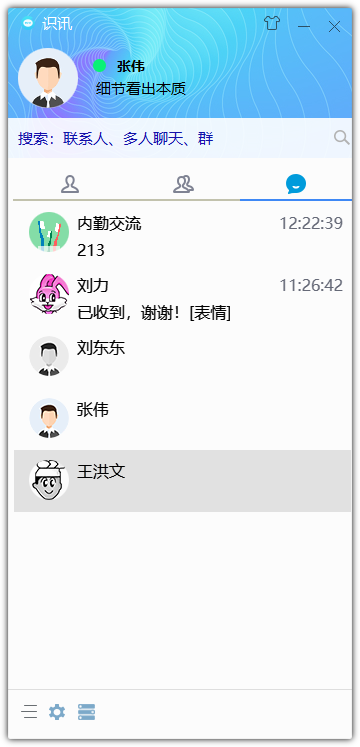 识讯
张伟
细节看出本质
搜索：联系人、多人聊天、群
内勤交流 12:22:39
213
刘力 11:26:42
已收到，谢谢！[表情]
刘东东
张伟
王洪文